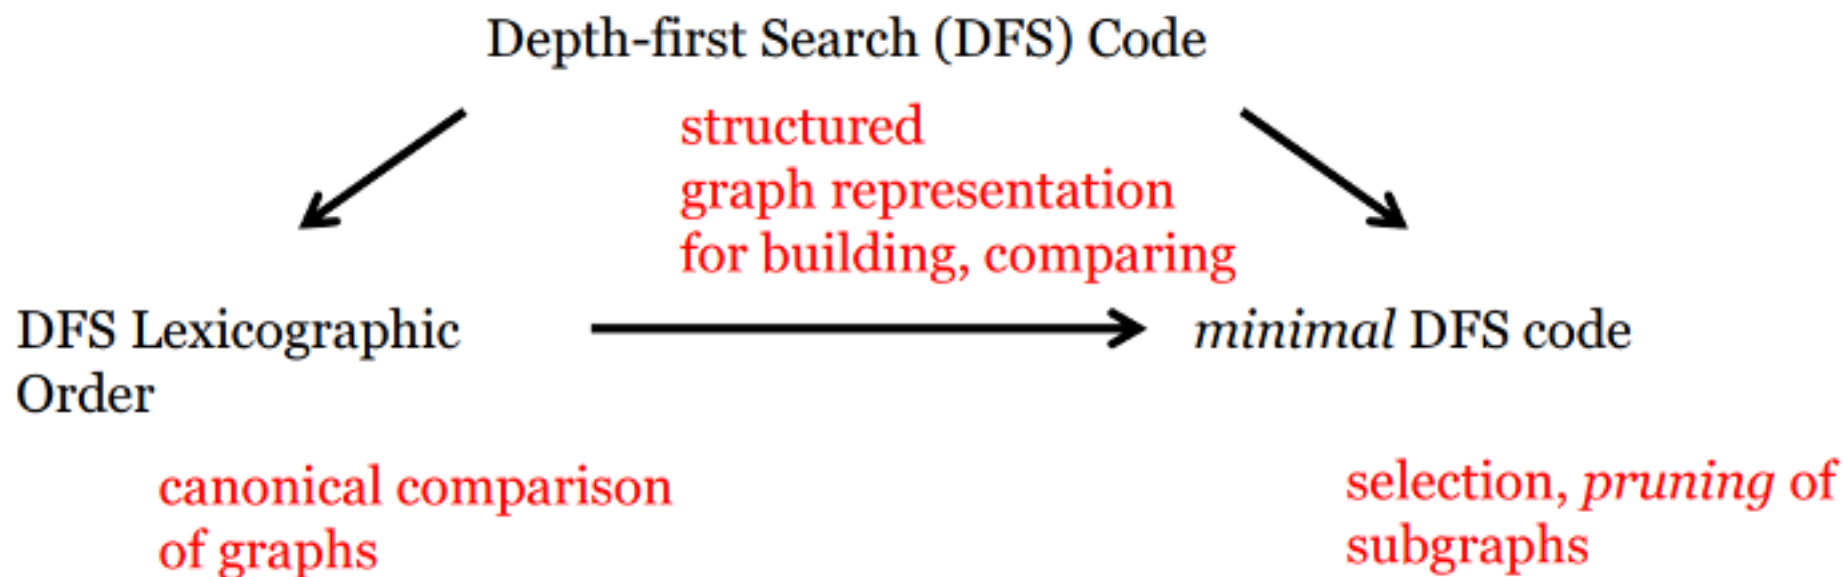 Depth-first Search (DFS) Code
structured
graph representation
for building, comparing
DFS Lexicographic
Order
minimal DFS code
canonical comparison
of graphs
selection, pruning of
subgraphs